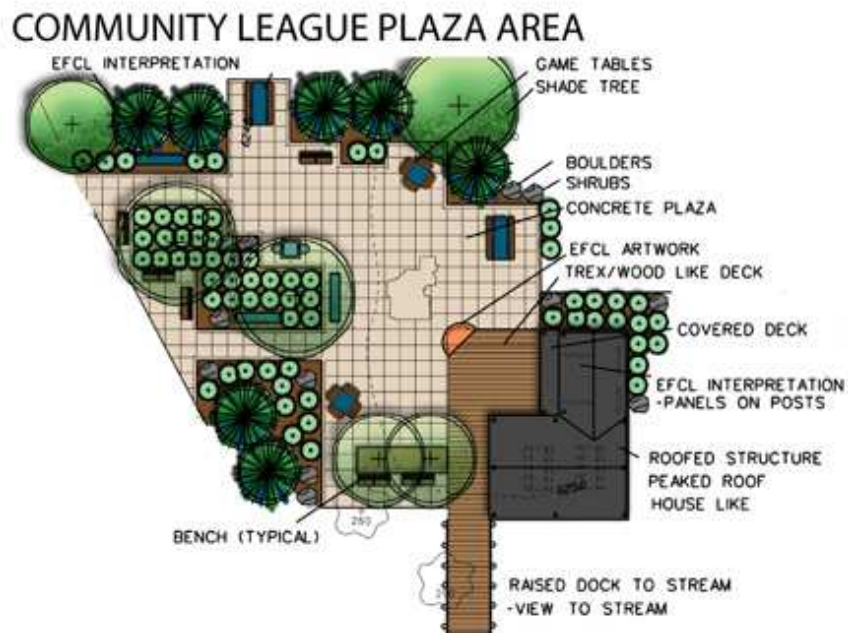 COMMUNITY LEAGUE PLAZA AREA
EFCL INTERPRETATION
GAME TABLES
SHADE TREE
BOULDERS
SHRUBS
CONCRETE PLAZA
EFCL ARTWORK
TREX/WOOD LIKE DECK
COVERED DECK
EFCL INTERPRETATION
-PANELS ON POSTS
ROOFED STRUCTURE
PEAKED ROOF
HOUSE LIKE
BENCH (TYPICAL)
260
RAISED DOCK TO STREAM
-VIEW TO STREAM